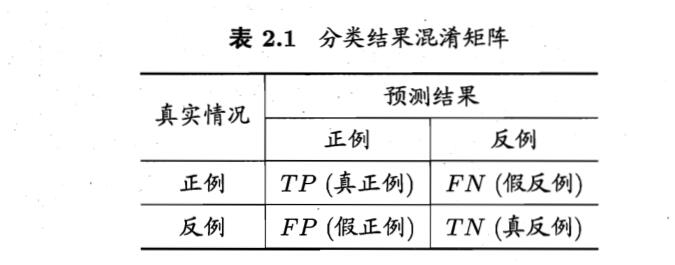 表 2.1 分类结果混淆矩阵
真实情况 预测结果
正例 反例
正例 TP (真正例) FN (假反例)
反例 FP (假正例) TN (真反例)